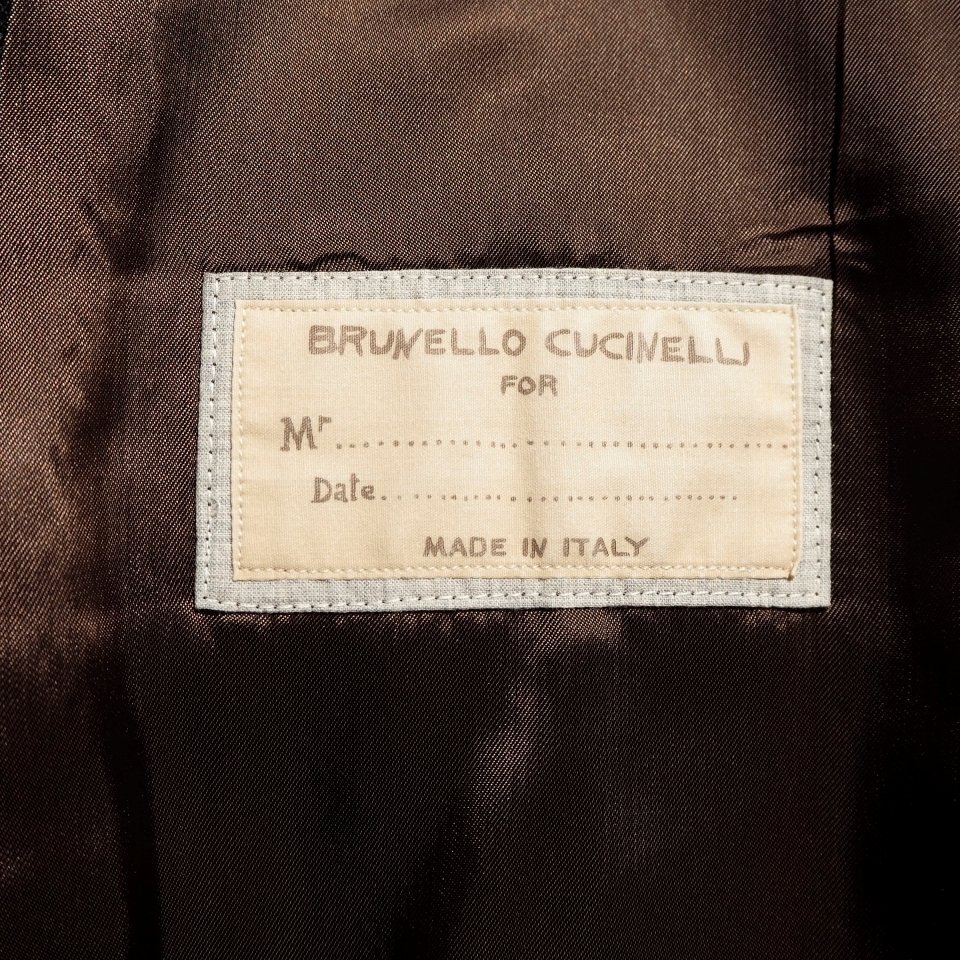 BRUNELLO CUCINELLI
FOR
Mr..........................................
Date.................................
MADE IN ITALY